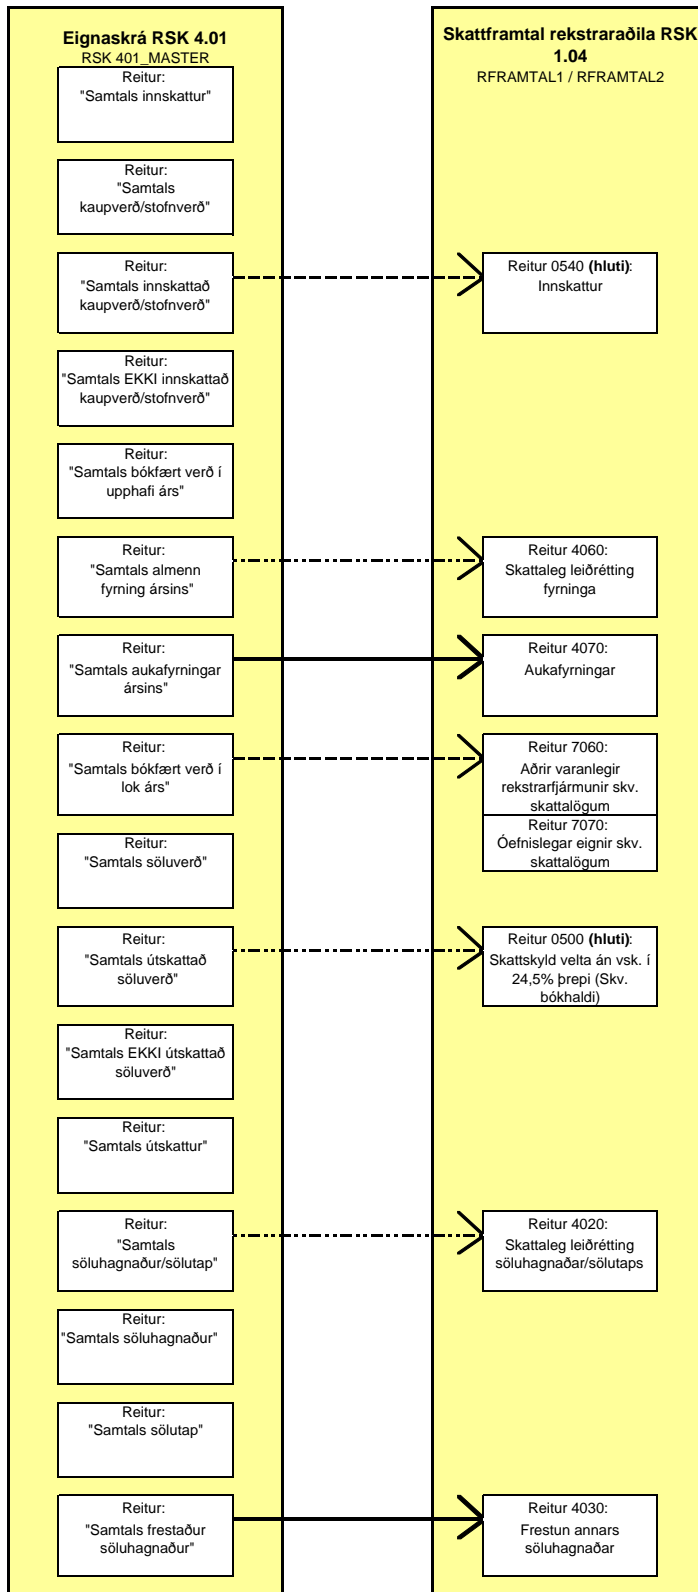 Eignaskrá RSK 4.01
RSK 401_MASTER
Reitur:
"Samtals innskattur"
Reitur:
"Samtals
kaupverð/stofnverð"
Reitur:
"Samtals innskattað
kaupverð/stofnverð"
Reitur:
"Samtals EKKI innskattað
kaupverð/stofnverð"
Reitur:
"Samtals bókfært verð í
upphafi árs"
Reitur:
"Samtals almenn
fyrning ársins"
Reitur:
"Samtals aukafyrningar
ársins"
Reitur:
"Samtals bókfært verð í
lok árs"
Reitur:
"Samtals söluverð"
Reitur:
"Samtals útskattað
söluverð"
Reitur:
"Samtals EKKI útskattað
söluverð"
Reitur:
"Samtals útskattur"
Reitur:
"Samtals
söluhagnaður/sölutap"
Reitur:
"Samtals söluhagnaður"
Reitur:
"Samtals sölutap"
Reitur:
"Samtals frestaður
söluhagnaður"
Skattframtal rekstraraðila RSK
1.04
RFRAMTAL1 / RFRAMTAL2
Reitur 0540 (hluti):
Innskattur
Reitur 4060:
Skattaleg leiðrétting
fyrninga
Reitur 4070:
Aukafyrningar
Reitur 7060:
Aðrir varanlegir
rekstrarfjármunir skv.
skattalögum
Reitur 7070:
Óefnislegar eignir skv.
skattalögum
Reitur 0500 (hluti):
Skattskyld velta án vsk. í
24,5% þrepi (Skv.
bókhaldi)
Reitur 4020:
Skattaleg leiðrétting
söluhagnaðar/sölutaps
Reitur 4030:
Frestun annars
söluhagnaðar